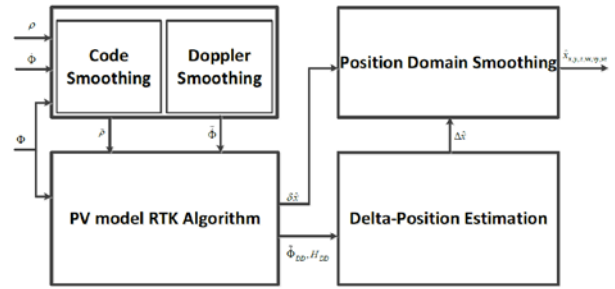 ρ
Code Smoothing
Doppler Smoothing
Position Domain Smoothing
Φ̇
Φ
ρ̂
δx̂
Δx̂
PV model RTK Algorithm
Delta-Position Estimation